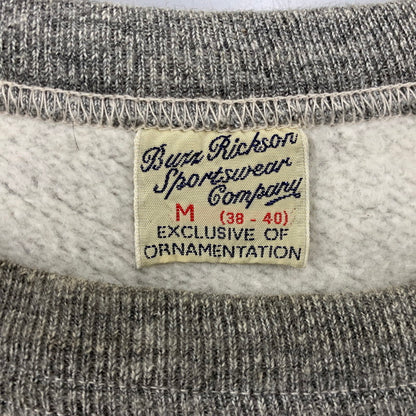 Buzz Rickson
Sportswear
Company
M (38 - 40)
EXCLUSIVE OF
ORNAMENTATION